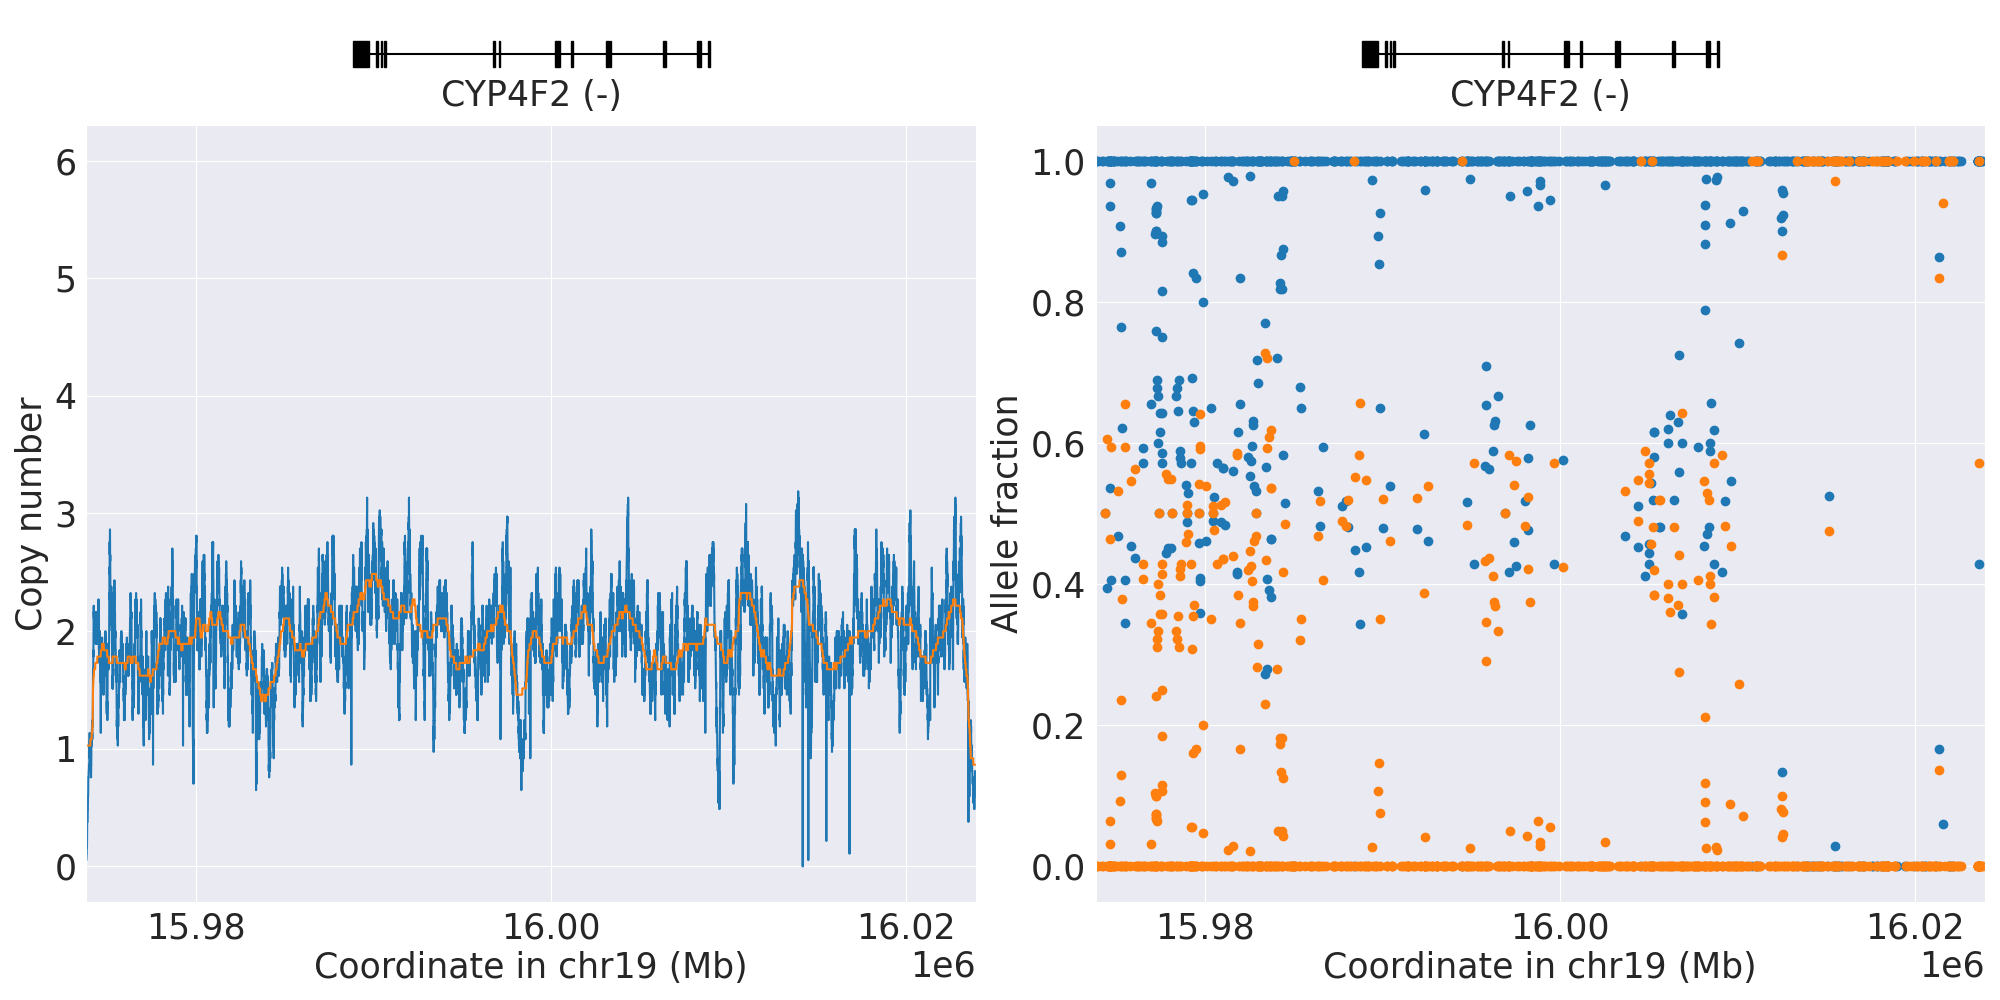 CYP4F2 (-)
Copy number
6
5
4
3
2
1
0
15.98
16.00
16.02
Coordinate in chr19 (Mb)
1e6
CYP4F2 (-)
Allele fraction
1.0
0.8
0.6
0.4
0.2
0.0
15.98
16.00
16.02
Coordinate in chr19 (Mb)
1e6